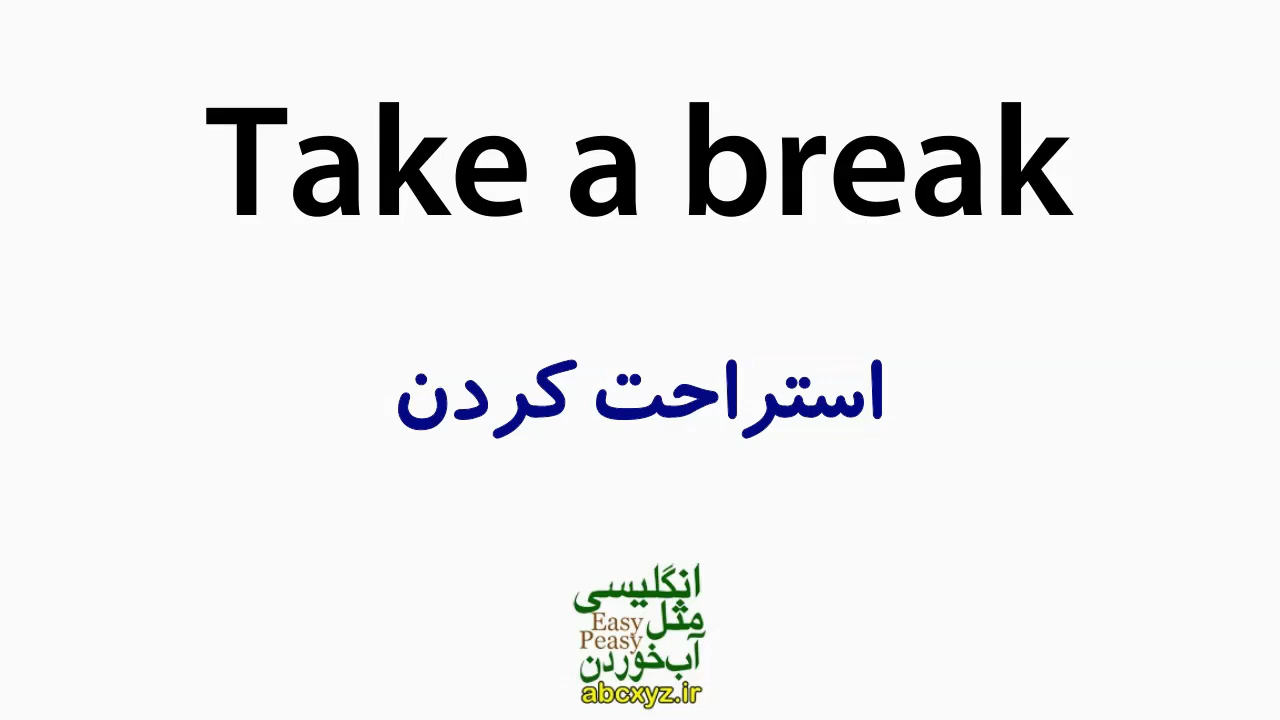 Take a break
استراحت کردن
انگلیسی
مثل Easy
Peasy
آب‌خوردن
abcxyz.ir